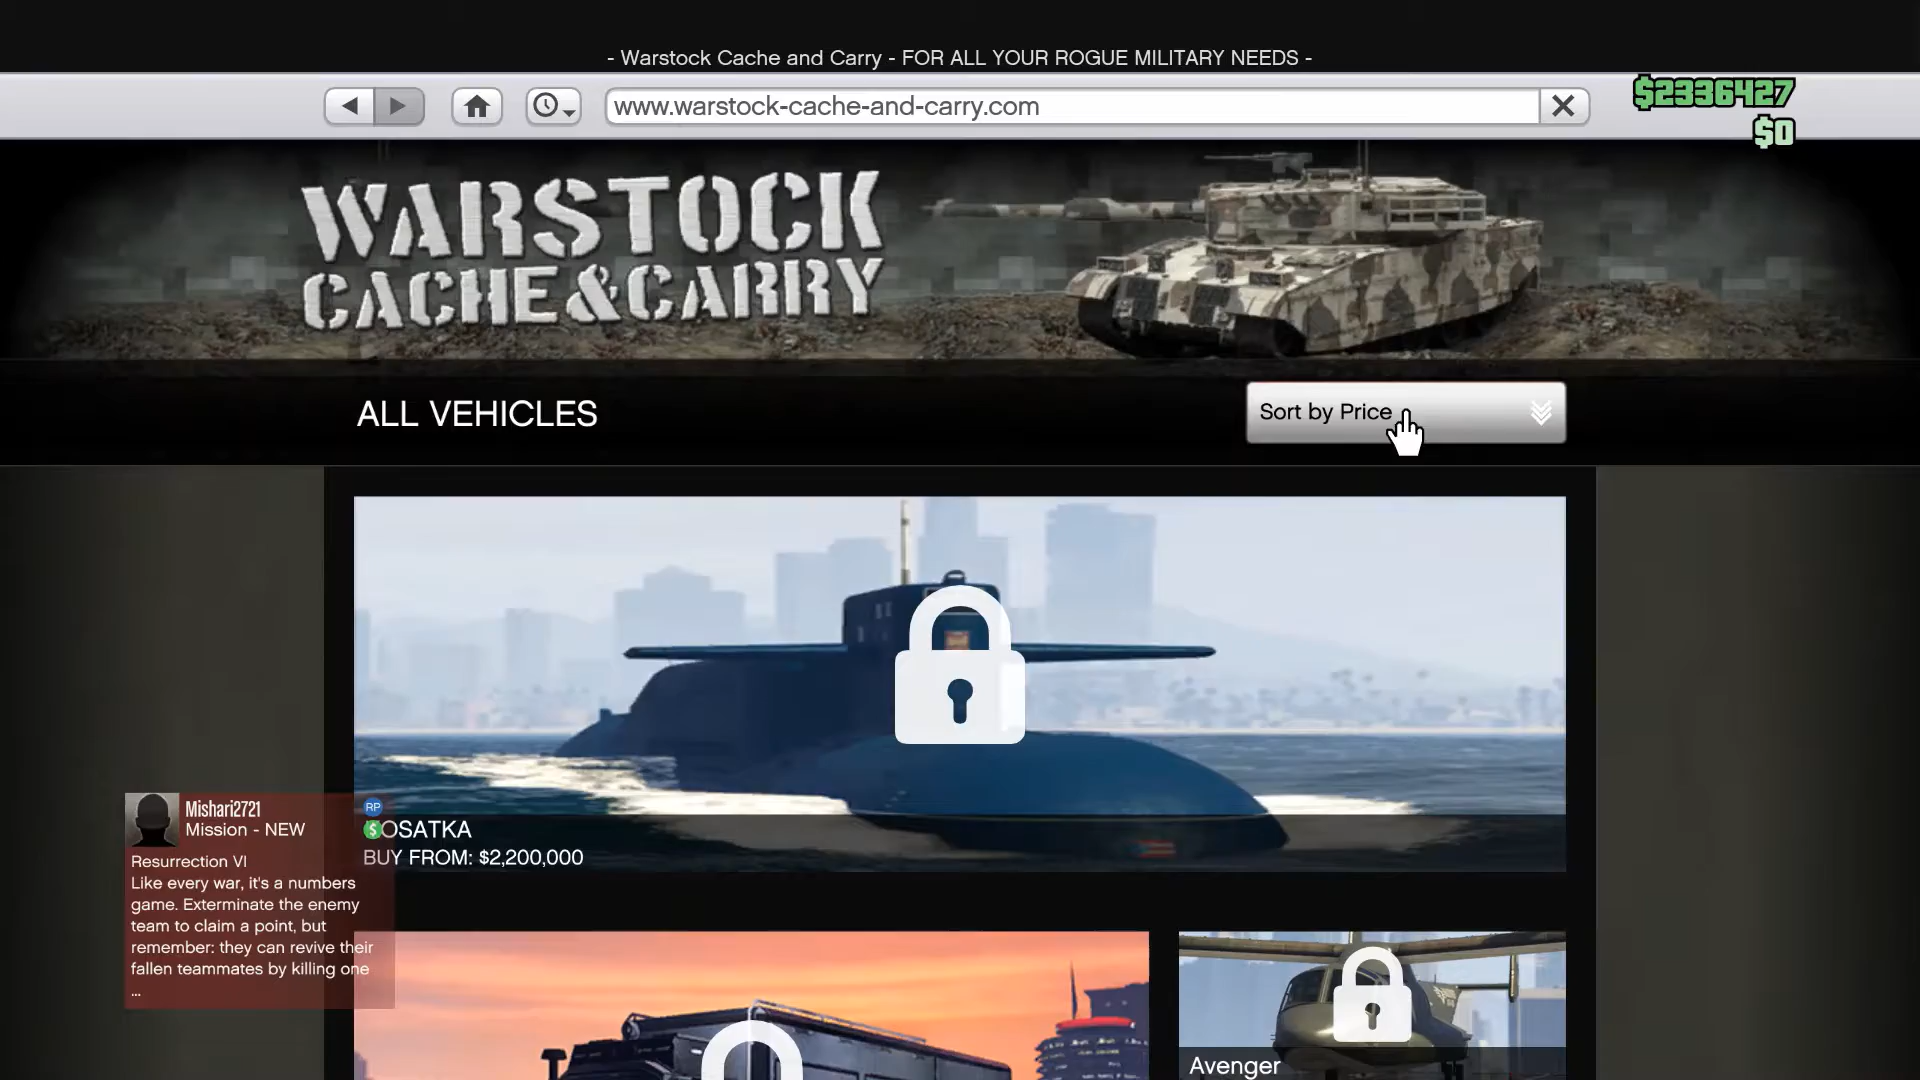 - Warstock Cache and Carry - FOR ALL YOUR ROGUE MILITARY NEEDS -
www.warstock-cache-and-carry.com
$2336427
$0
WARSTOCK
CACHE & CARRY
ALL VEHICLES
Sort by Price
RP
$OSATKA
BUY FROM: $2,200,000
Mishari2721
Mission - NEW
Resurrection VI
Like every war, it's a numbers
game. Exterminate the enemy
team to claim a point, but
remember: they can revive their
fallen teammates by killing one
...
Avenger